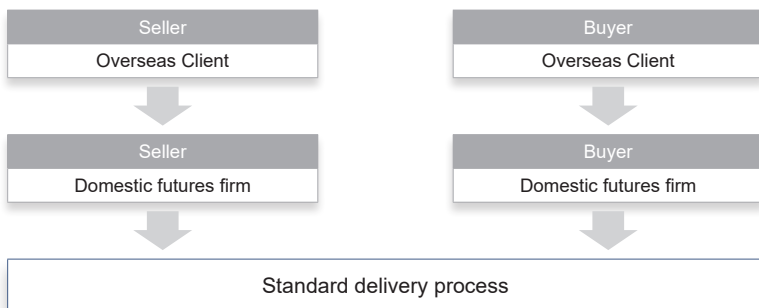 Seller
Overseas Client
Buyer
Overseas Client
Seller
Domestic futures firm
Buyer
Domestic futures firm
Standard delivery process